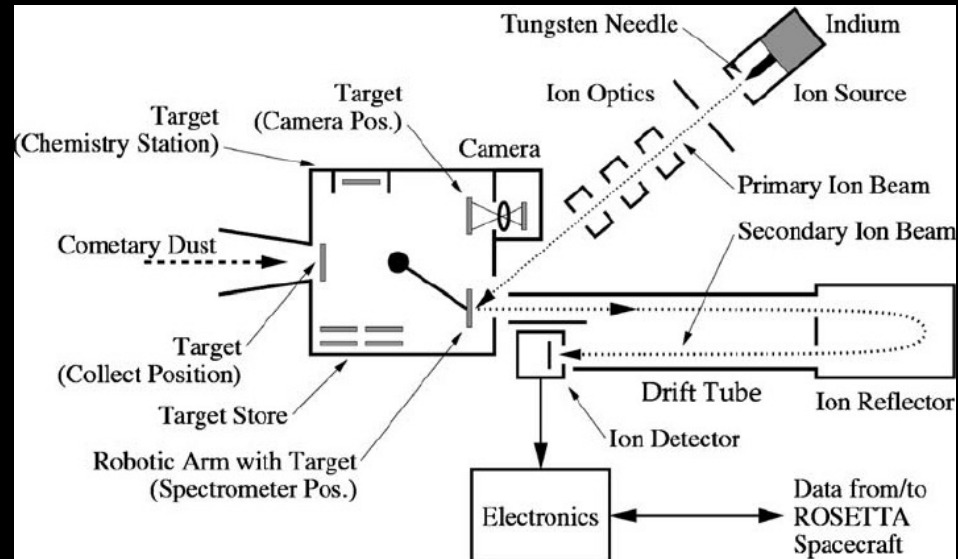 Tungsten Needle
Indium
Ion Optics
Ion Source
Target
(Camera Pos.)
Target
(Chemistry Station)
Camera
Primary Ion Beam
Secondary Ion Beam
Cometary Dust
Target
(Collect Position)
Target Store
Drift Tube
Ion Reflector
Ion Detector
Robotic Arm with Target
(Spectrometer Pos.)
Electronics
Data from/to
ROSETTA
Spacecraft